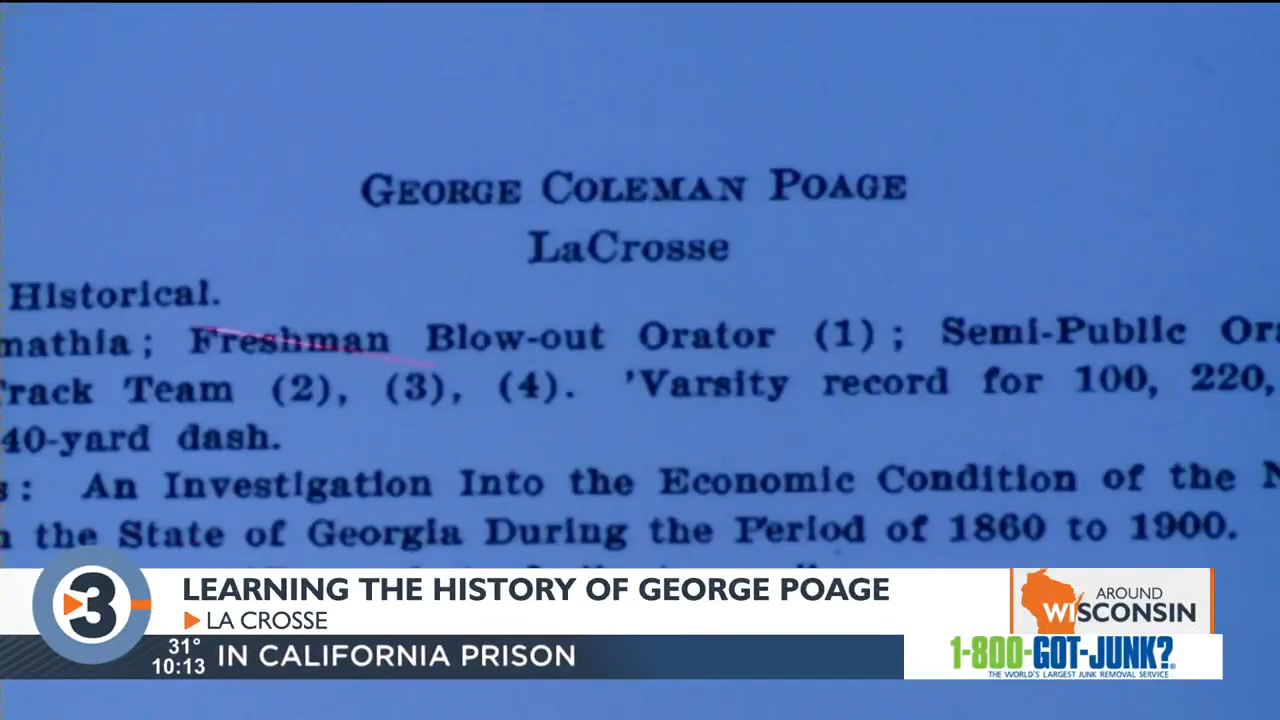 GEORGE COLEMAN POAGE
LaCrosse
Historical.
mathia; Freshman Blow-out Orator (1); Semi-Public Or
rack Team (2), (3), (4). 'Varsity record for 100, 220,
40-yard dash.
s: An Investigation Into the Economic Condition of the N
the State of Georgia During the Period of 1860 to 1900.
3
LEARNING THE HISTORY OF GEORGE POAGE
LA CROSSE
AROUND
WISCONSIN
31°
10:13
IN CALIFORNIA PRISON
1-800-GOT-JUNK?
THE WORLD'S LARGEST JUNK REMOVAL SERVICE